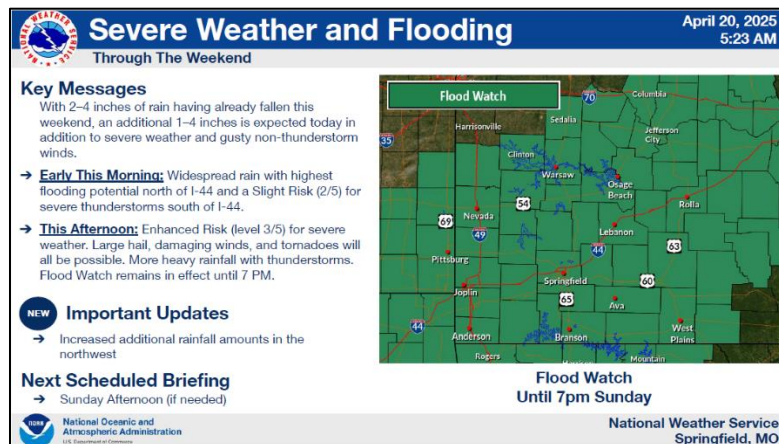 Severe Weather and Flooding
April 20, 2025
5:23 AM
Through The Weekend
NATIONAL WEATHER SERVICE
Key Messages
With 2–4 inches of rain having already fallen this
weekend, an additional 1–4 inches is expected today in
addition to severe weather and gusty non-thunderstorm
winds.
→ Early This Morning: Widespread rain with highest
flooding potential north of I-44 and a Slight Risk (2/5) for
severe thunderstorms south of I-44.
→ This Afternoon: Enhanced Risk (level 3/5) for severe
weather. Large hail, damaging winds, and tornadoes will
all be possible. More heavy rainfall with thunderstorms.
Flood Watch remains in effect until 7 PM.
NEW Important Updates
→ Increased additional rainfall amounts in the
northwest
Next Scheduled Briefing
→ Sunday Afternoon (if needed)
Flood Watch
70
Columbia
Harrisonville
Sedalia
Jefferson
City
35
Clinton
Warsaw
Osage
Beach
Rolla
54
Nevada
69
49
Lebanon
63
44
Pittsburg
Springfield
60
Joplin
65
Ava
44
Anderson
Branson
West
Plains
Rogers
Mountain
Flood Watch
Until 7pm Sunday
NOAA
National Oceanic and
Atmospheric Administration
U.S. Department of Commerce
National Weather Service
Springfield, MO